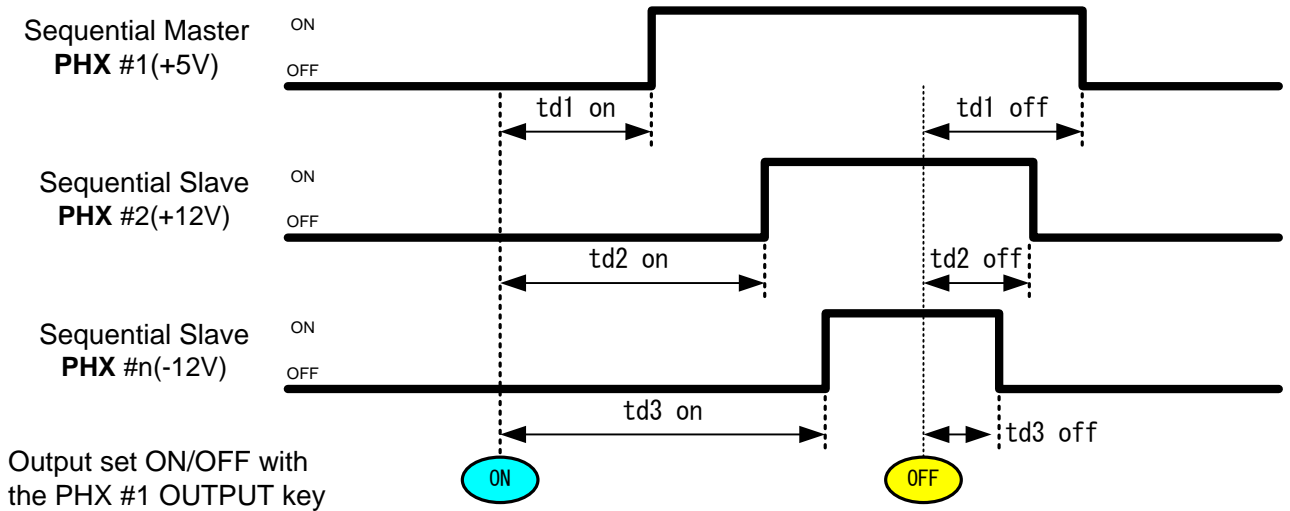 Sequential Master
PHX #1(+5V)
ON
OFF
td1 on
td1 off
Sequential Slave
PHX #2(+12V)
ON
OFF
td2 on
td2 off
Sequential Slave
PHX #n(-12V)
ON
OFF
td3 on
td3 off
Output set ON/OFF with
the PHX #1 OUTPUT key
ON
OFF